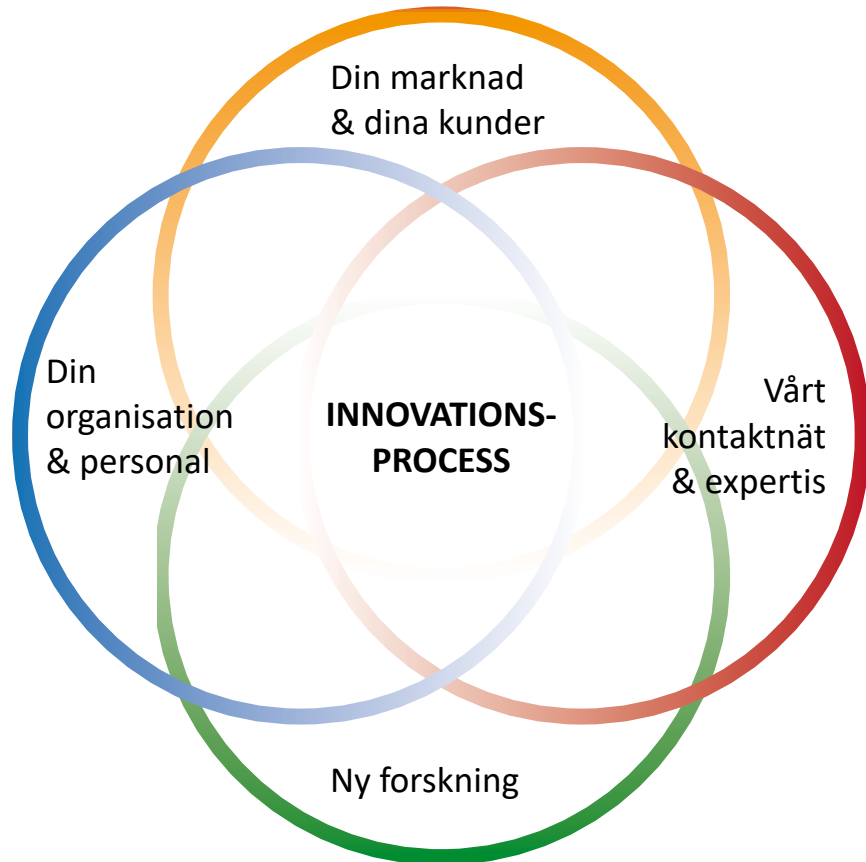 Din marknad
& dina kunder
Din
organisation
& personal
INNOVATIONS-
PROCESS
Vårt
kontaktnät
& expertis
Ny forskning